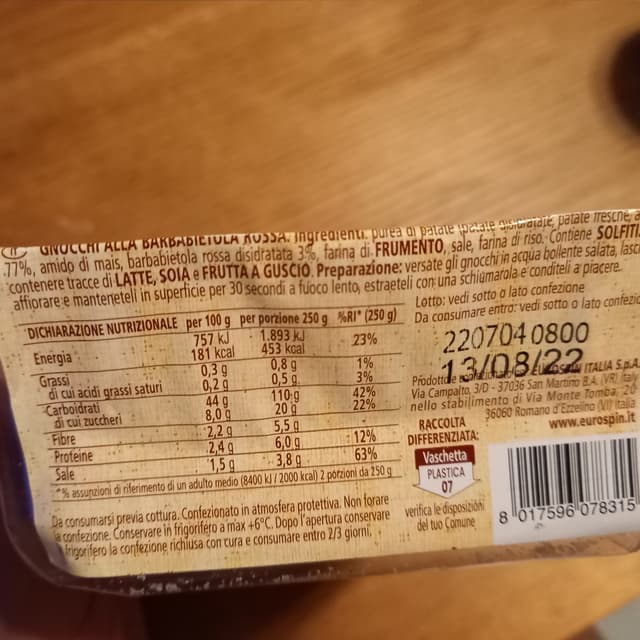 GNOCCHI ALLA BARBABIETOLA ROSSA. Ingredienti: purea di patate (patate disidratate, patate fresche, a
77%, amido di mais, barbabietola rossa disidratata 3%, farina di FRUMENTO, sale, farina di riso. Contiene SOLFITI.
contenere tracce di LATTE, SOIA e FRUTTA A GUSCIO. Preparazione: versate gli gnocchi in acqua bollente salata, lasc
affiorare e manteneteli in superficie per 30 secondi a fuoco lento, estraeteli con una schiumarola e conditeli a piacere.
DICHIARAZIONE NUTRIZIONALE per 100 g per porzione 250 g %RI* (250 g)
Energia 757 kJ 1.893 kJ 23%
181 kcal 453 kcal
Grassi 0,3 g 0,8 g 1%
di cui acidi grassi saturi 0,2 g 0,5 g 3%
Carboidrati 44 g 110 g 42%
di cui zuccheri 8,0 g 20 g 22%
Fibre 2,2 g 5,5 g
Proteine 2,4 g 6,0 g 12%
Sale 1,5 g 3,8 g 63%
*% assunzioni di riferimento di un adulto medio (8400 kJ / 2000 kcal) 2 porzioni da 250 g
Da consumarsi previa cottura. Confezionato in atmosfera protettiva. Non forare
la confezione. Conservare in frigorifero a max +6°C. Dopo l'apertura conservare
in frigorifero la confezione richiusa con cura e consumare entro 2/3 giorni.
Lotto: vedi sotto o lato confezione
Da consumare entro: vedi sotto o lato confezio
2207040800
13/08/22
Prodotto e confezionato per EUROSPIN ITALIA S.p.A.
Via Campalto, 3/D - 37036 San Martino B.A. (VR) Italy
nello stabilimento di Via Monte Tomba, 20
36060 Romano d'Ezzelino (VI) Italia
www.eurospin.it
RACCOLTA
DIFFERENZIATA:
Vaschetta
PLASTICA
07
verifica le disposizioni
del tuo Comune
8 017596 078315